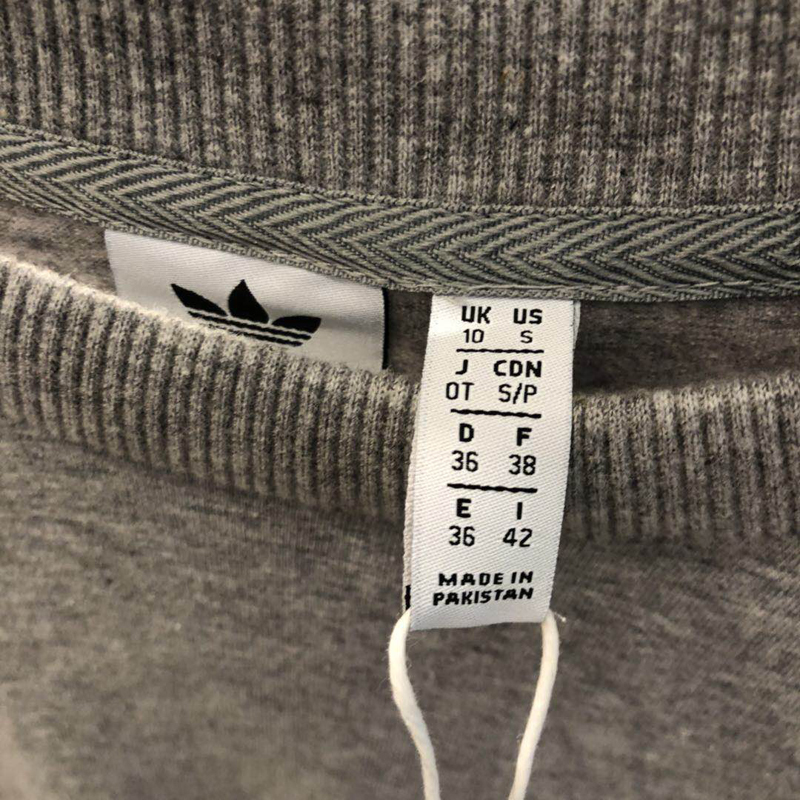 UK US
10 S
J CDN
OT S/P
D F
36 38
E I
36 42
MADE IN
PAKISTAN